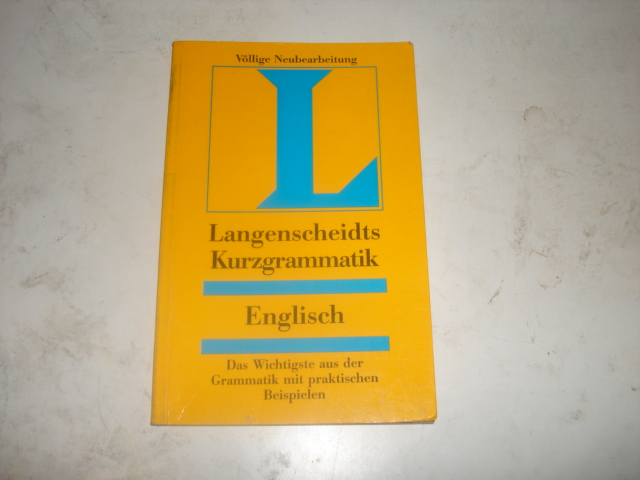 Völlige Neubearbeitung
L
Langenscheidts
Kurzgrammatik
Englisch
Das Wichtigste aus der
Grammatik mit praktischen
Beispielen